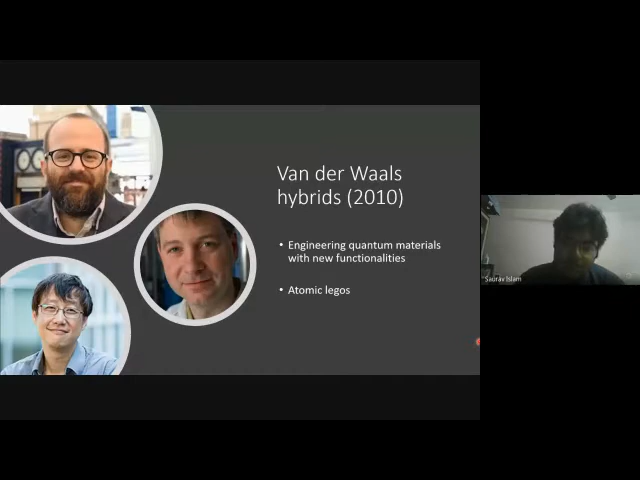 Van der Waals
hybrids (2010)
• Engineering quantum materials
with new functionalities
• Atomic legos
Saurav Islam